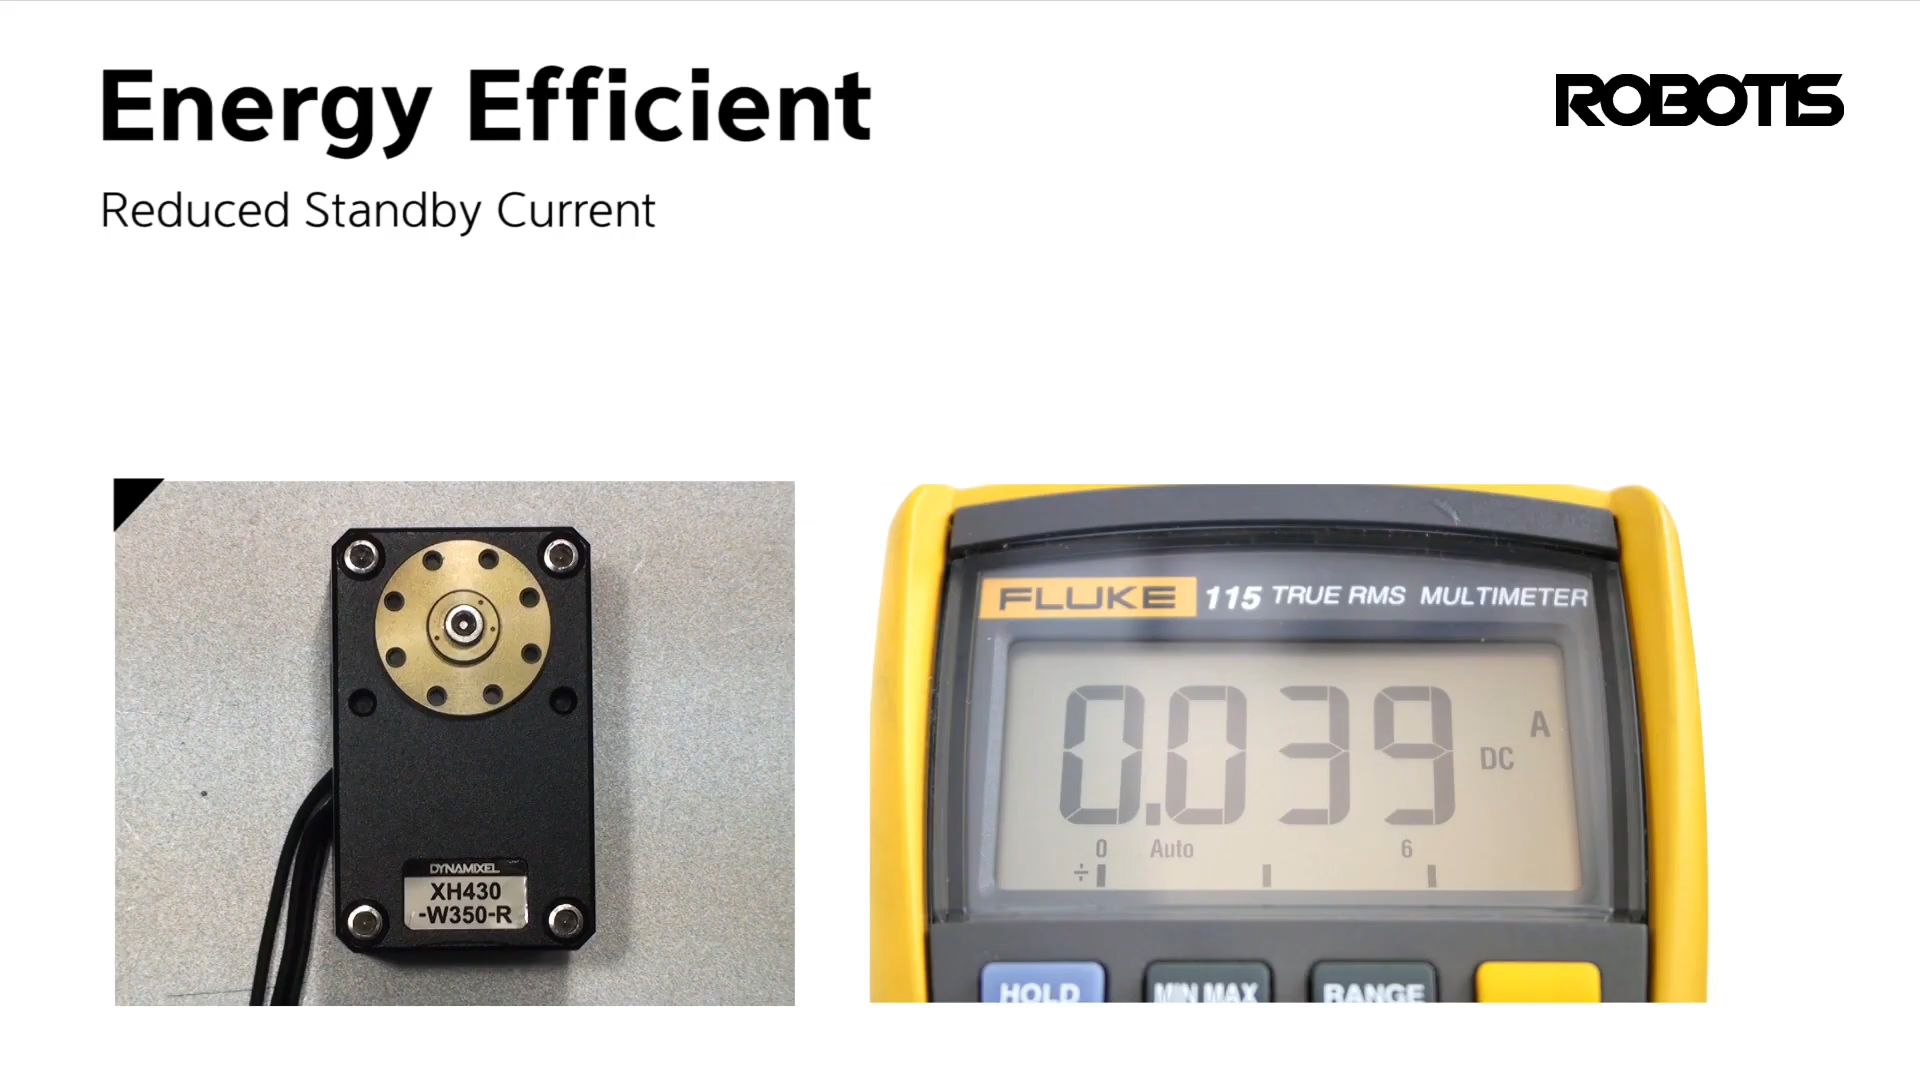 Energy Efficient
ROBOTIS
Reduced Standby Current
DYNAMIXEL
XH430
-W350-R
FLUKE 115 TRUE RMS MULTIMETER
0.039 A
DC
0 Auto 6
HOLD MIN MAX RANGE